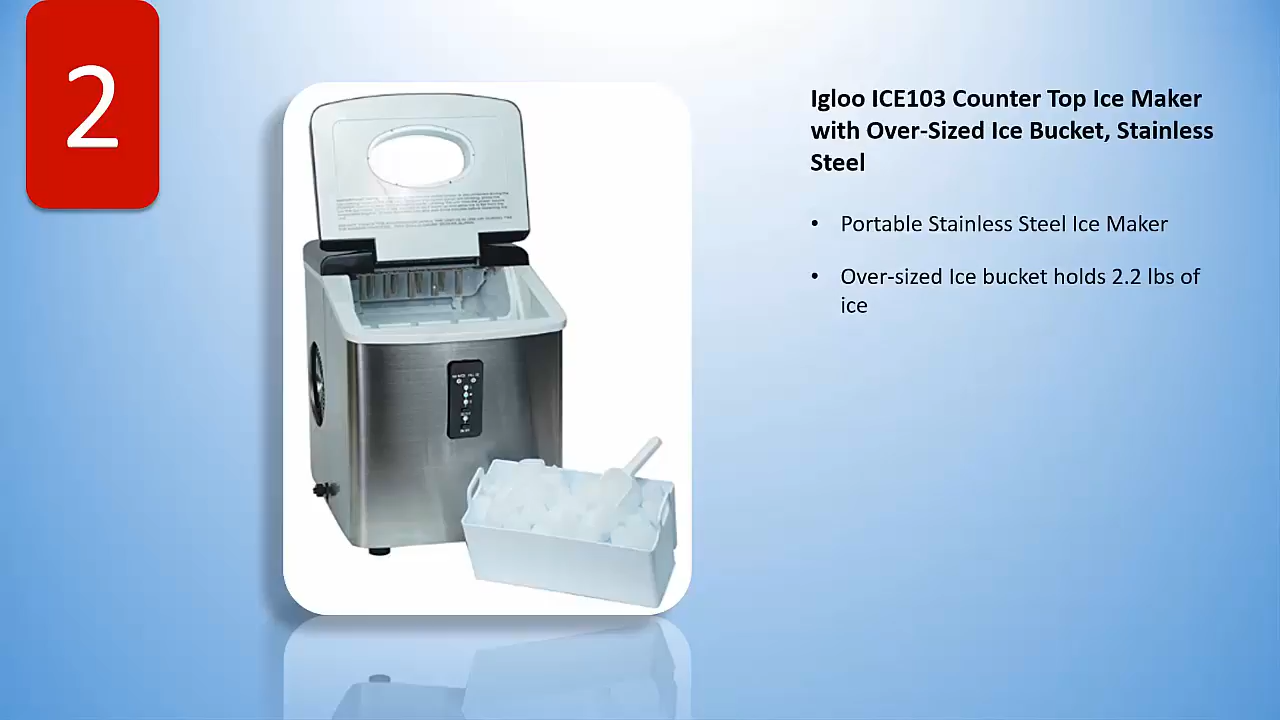 2
Igloo ICE103 Counter Top Ice Maker
with Over-Sized Ice Bucket, Stainless
Steel
• Portable Stainless Steel Ice Maker
• Over-sized Ice bucket holds 2.2 lbs of
ice